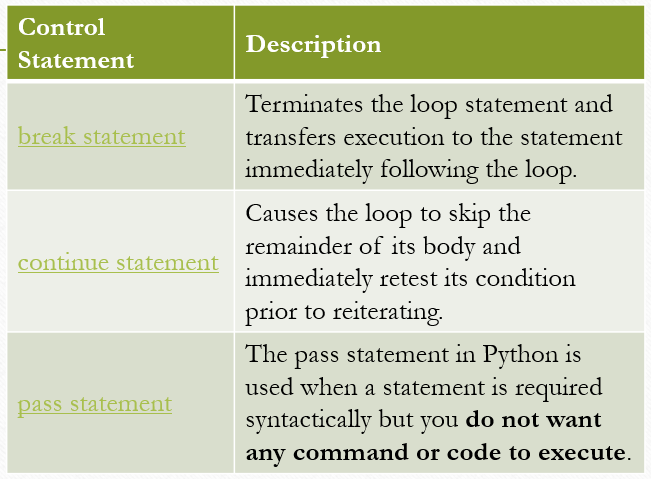 Control
Statement
Description
break statement
Terminates the loop statement and
transfers execution to the statement
immediately following the loop.
continue statement
Causes the loop to skip the
remainder of its body and
immediately retest its condition
prior to reiterating.
pass statement
The pass statement in Python is
used when a statement is required
syntactically but you do not want
any command or code to execute.